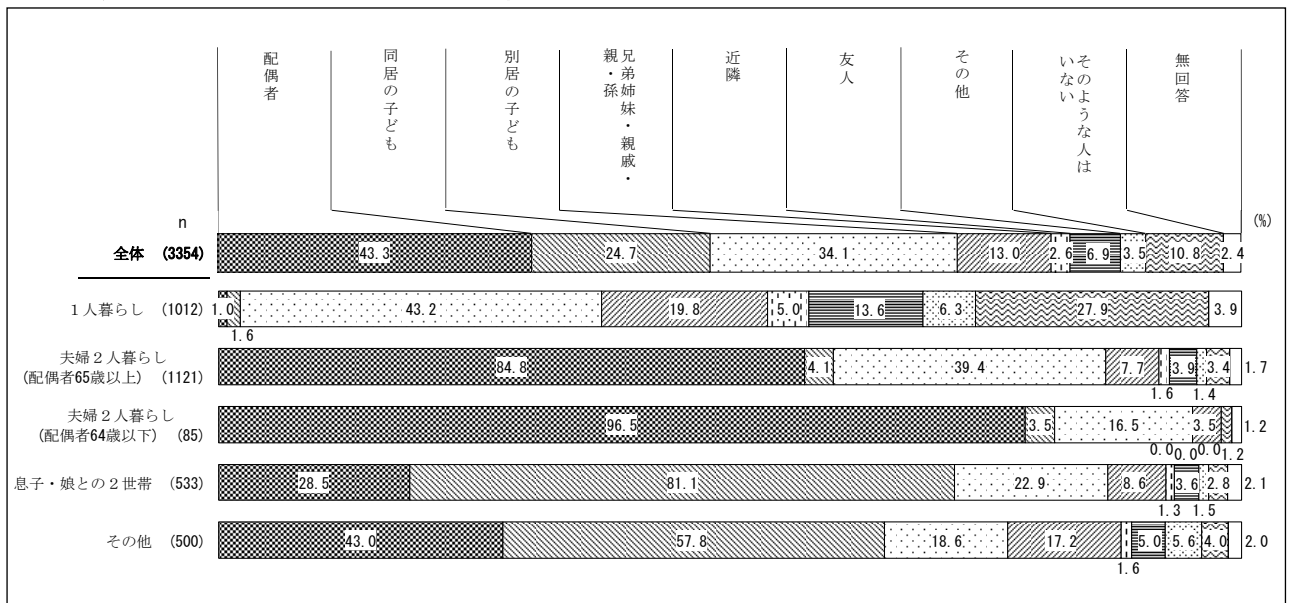 配偶者
同居の子ども
別居の子ども
兄弟姉妹・親戚・
親・孫
近隣
友人
その他
そのような人は
いない
無回答
n
(%)
全体 (3354)
43.3 24.7 34.1 13.0 2.6 6.9 3.5 10.8 2.4
1人暮らし (1012)
1.0 43.2 19.8 5.0 13.6 6.3 27.9 3.9
1.6
夫婦2人暮らし
(配偶者65歳以上) (1121)
84.8 4.1 39.4 7.7 3.9 3.4 1.7
1.6 1.4
夫婦2人暮らし
(配偶者64歳以下) (85)
96.5 3.5 16.5 3.5 1.2
0.0 0.0 0.0 1.2
息子・娘との2世帯 (533)
28.5 81.1 22.9 8.6 3.6 2.8 2.1
1.3 1.5
その他 (500)
43.0 57.8 18.6 17.2 5.0 5.6 4.0 2.0
1.6